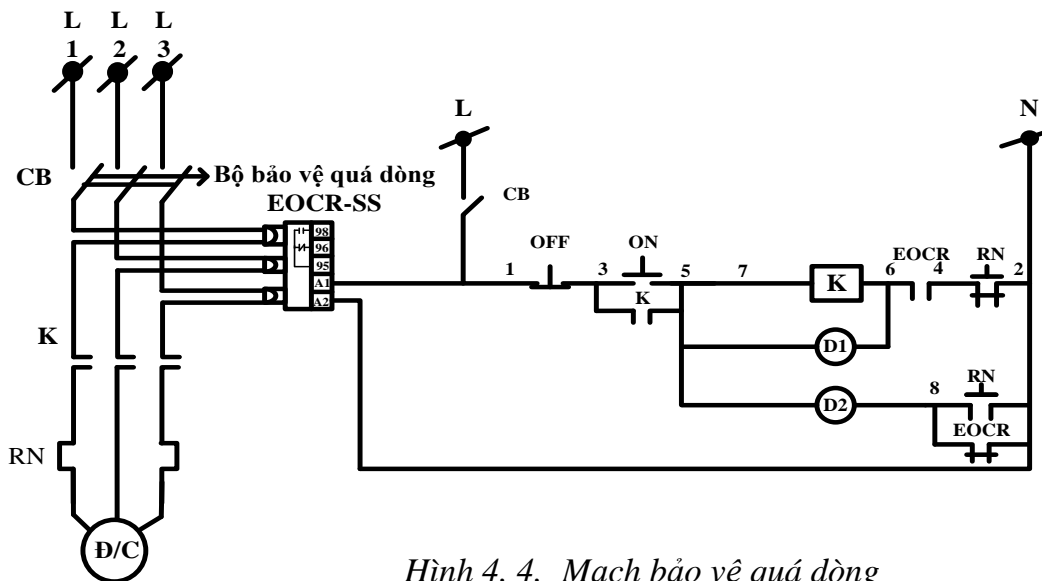 L L L
1 2 3
L N
CB
Bộ bảo vệ quá dòng
EOCR-SS
CB
98
96
95
A1
A2
OFF ON
1 3 5 7 K 6 EOCR 4 RN 2
K
K
D1
D2 8 RN
EOCR
RN
Đ/C
Hình 4. 4. Mạch bảo vệ quá dòng